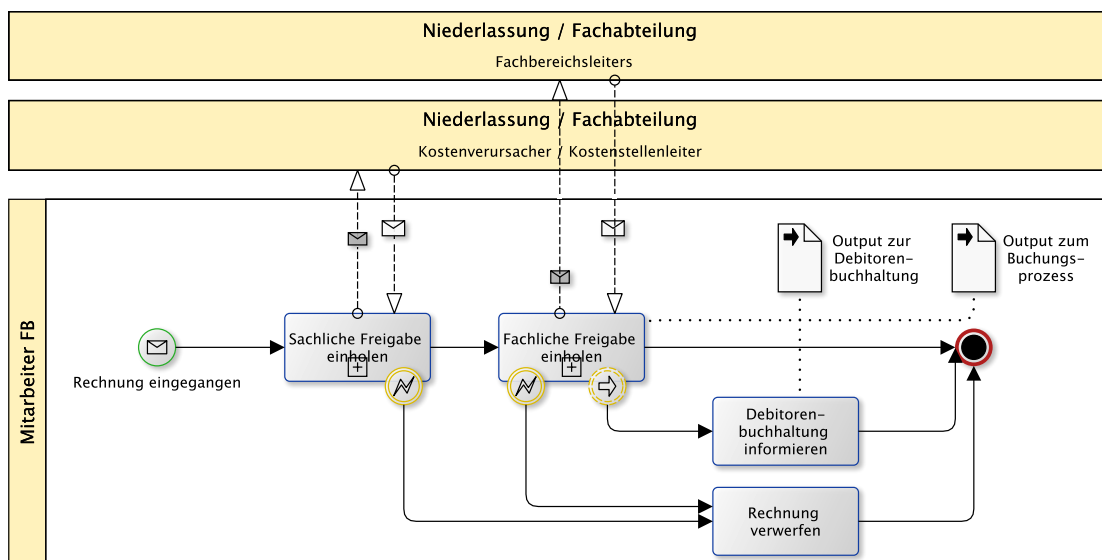 Niederlassung / Fachabteilung
Fachbereichsleiters
Niederlassung / Fachabteilung
Kostenverursacher / Kostenstellenleiter
Mitarbeiter FB
Output zur
Debitoren-
buchhaltung
Output zum
Buchungs-
prozess
Rechnung eingegangen
Sachliche Freigabe
einholen
Fachliche Freigabe
einholen
Debitoren-
buchhaltung
informieren
Rechnung
verwerfen